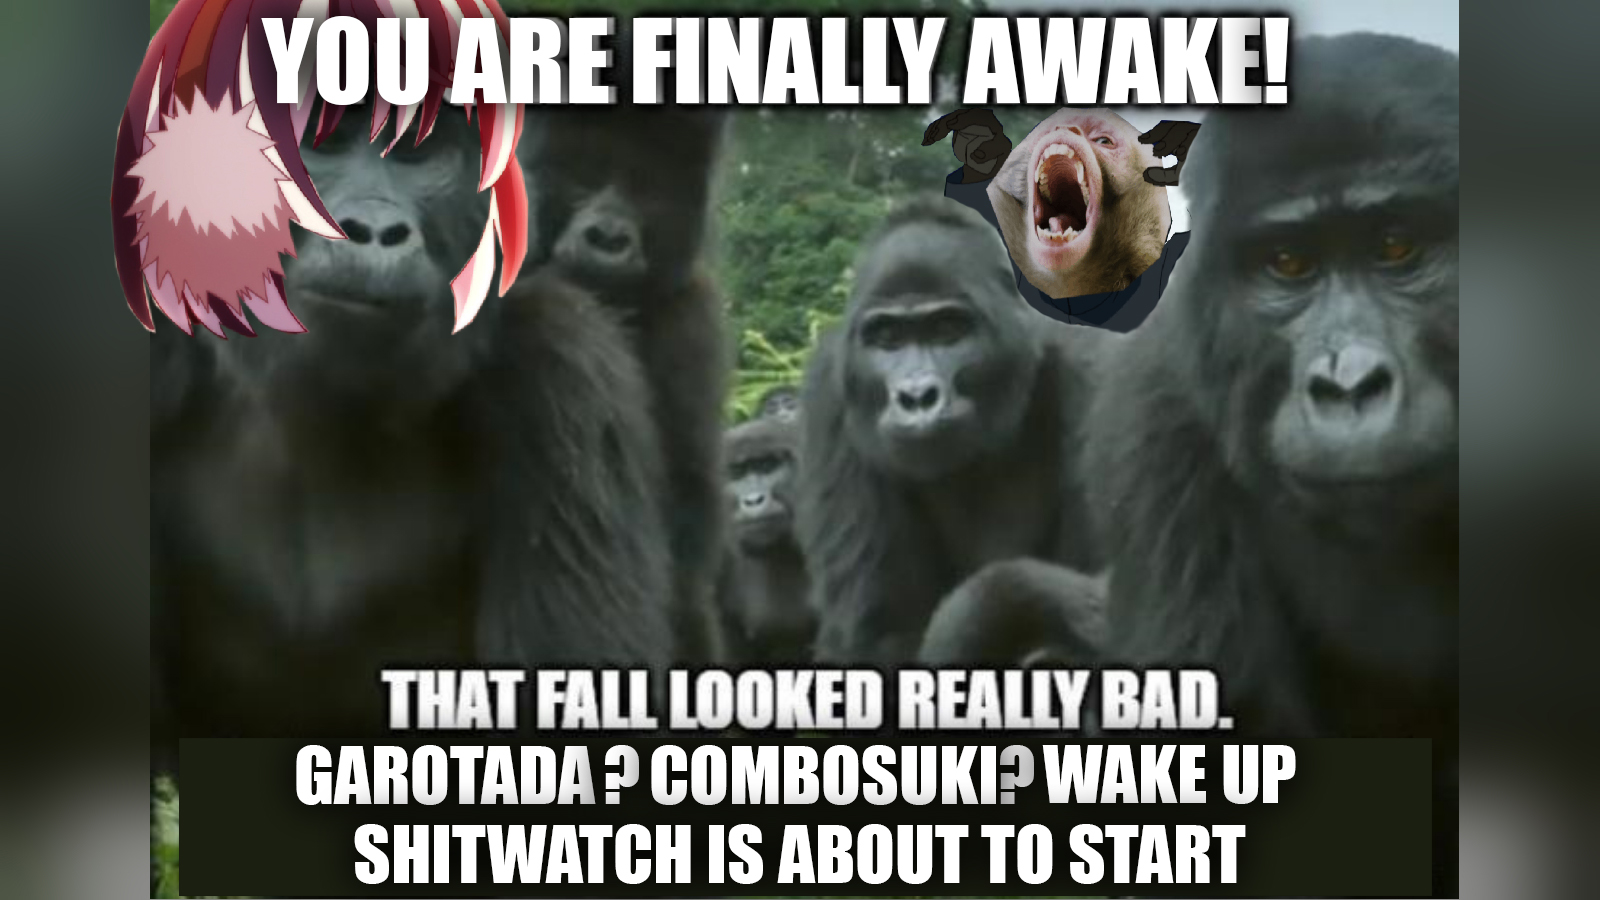 YOU ARE FINALLY AWAKE!
THAT FALL LOOKED REALLY BAD.
GAROTADA? COMBOSUKI? WAKE UP
SHITWATCH IS ABOUT TO START